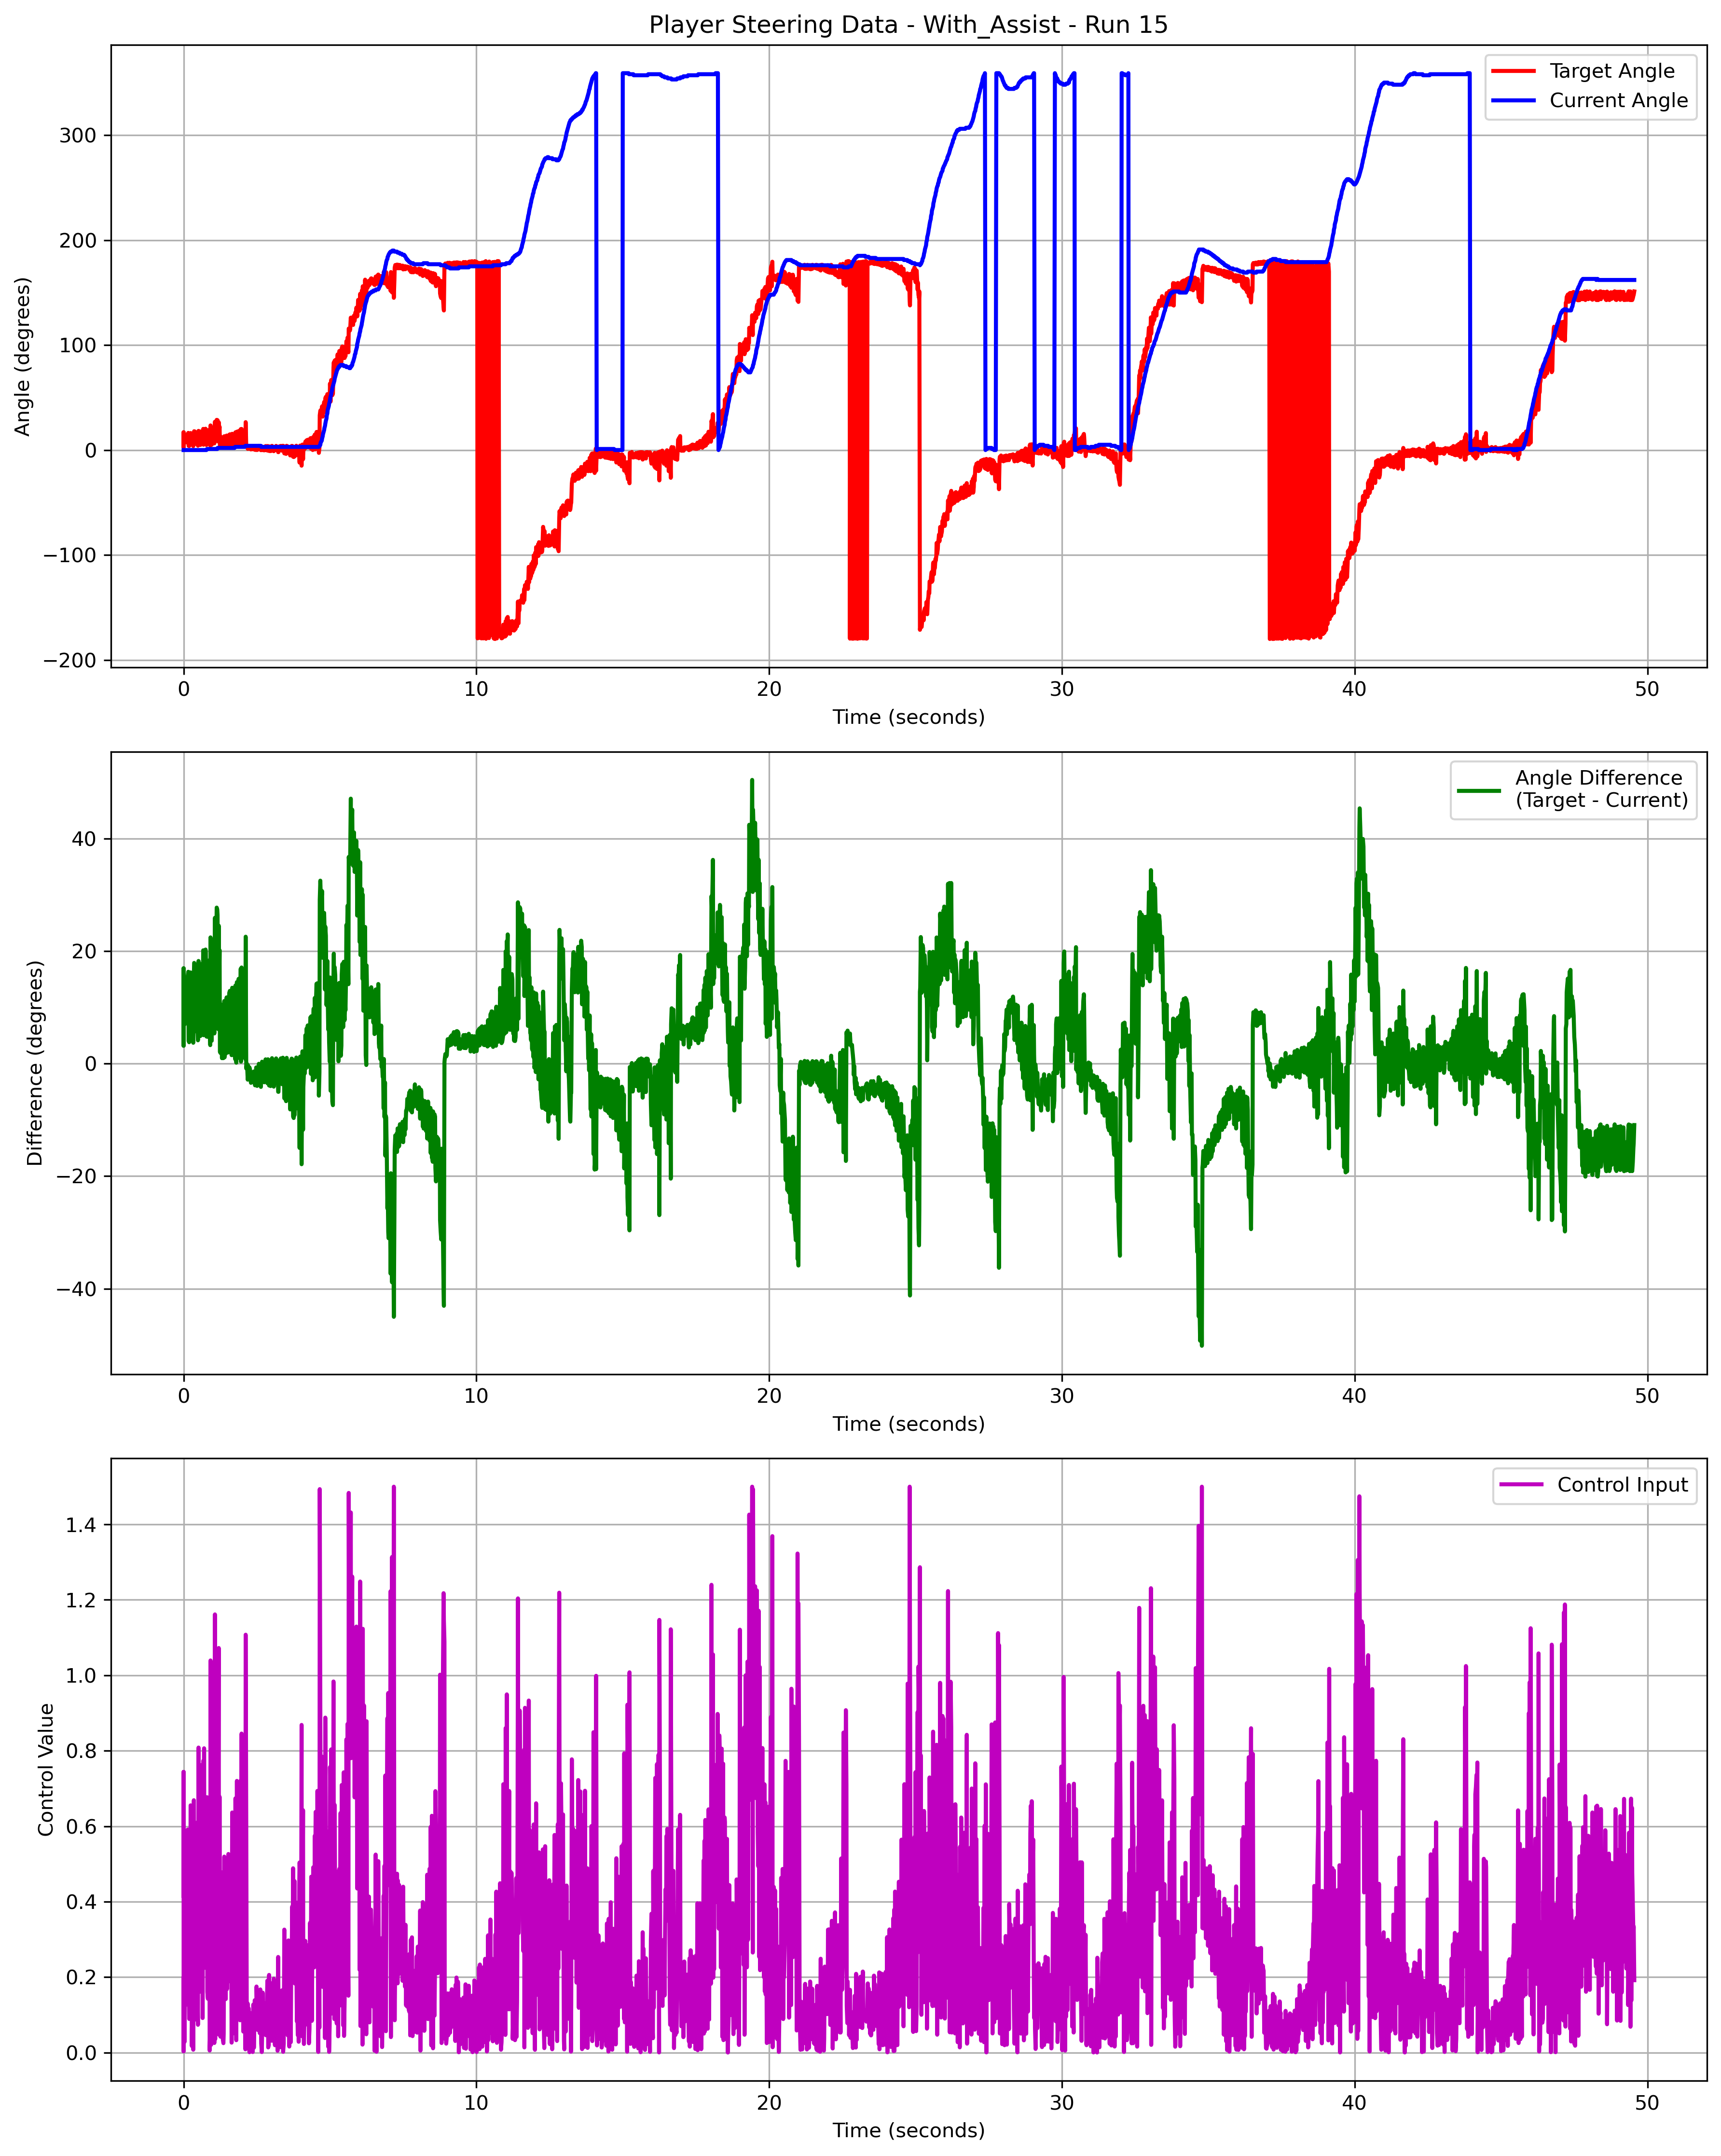 Player Steering Data - With_Assist - Run 15
Target Angle
Current Angle
Angle (degrees)
300
200
100
0
−100
−200
0 10 20 30 40 50
Time (seconds)
Angle Difference
(Target - Current)
Difference (degrees)
40
20
0
−20
−40
0 10 20 30 40 50
Time (seconds)
Control Input
Control Value
1.4
1.2
1.0
0.8
0.6
0.4
0.2
0.0
0 10 20 30 40 50
Time (seconds)